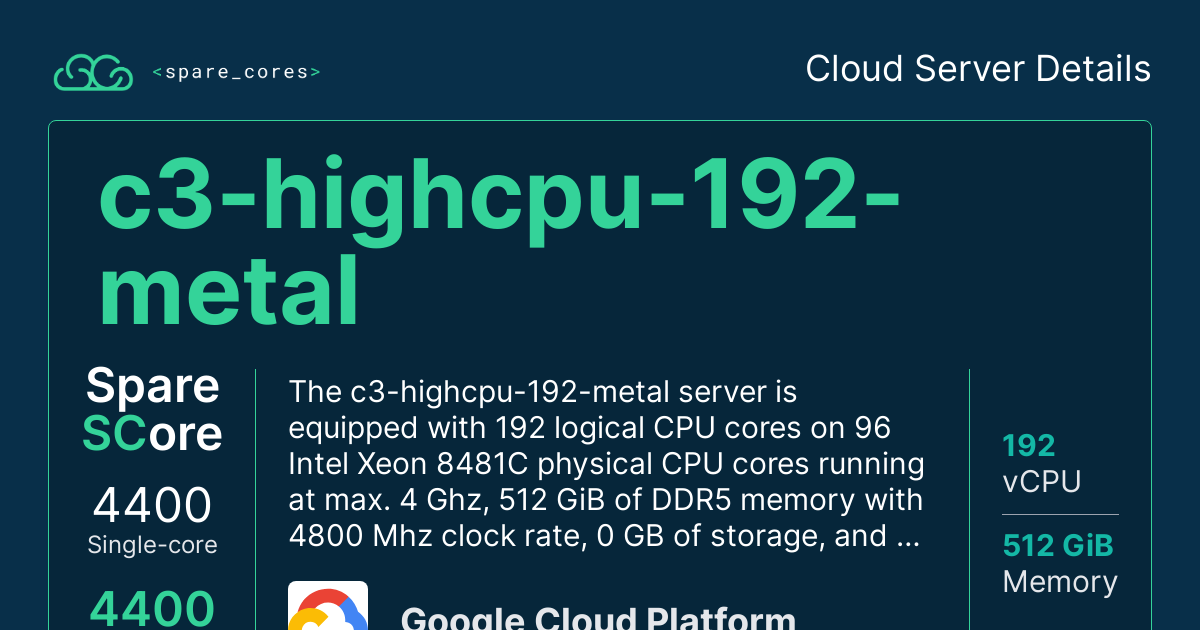 <spare_cores>
Cloud Server Details
c3-highcpu-192-
metal
Spare
SCore
4400
Single-core
4400
The c3-highcpu-192-metal server is
equipped with 192 logical CPU cores on 96
Intel Xeon 8481C physical CPU cores running
at max. 4 Ghz, 512 GiB of DDR5 memory with
4800 Mhz clock rate, 0 GB of storage, and ...
Google Cloud Platform
192
vCPU
512 GiB
Memory